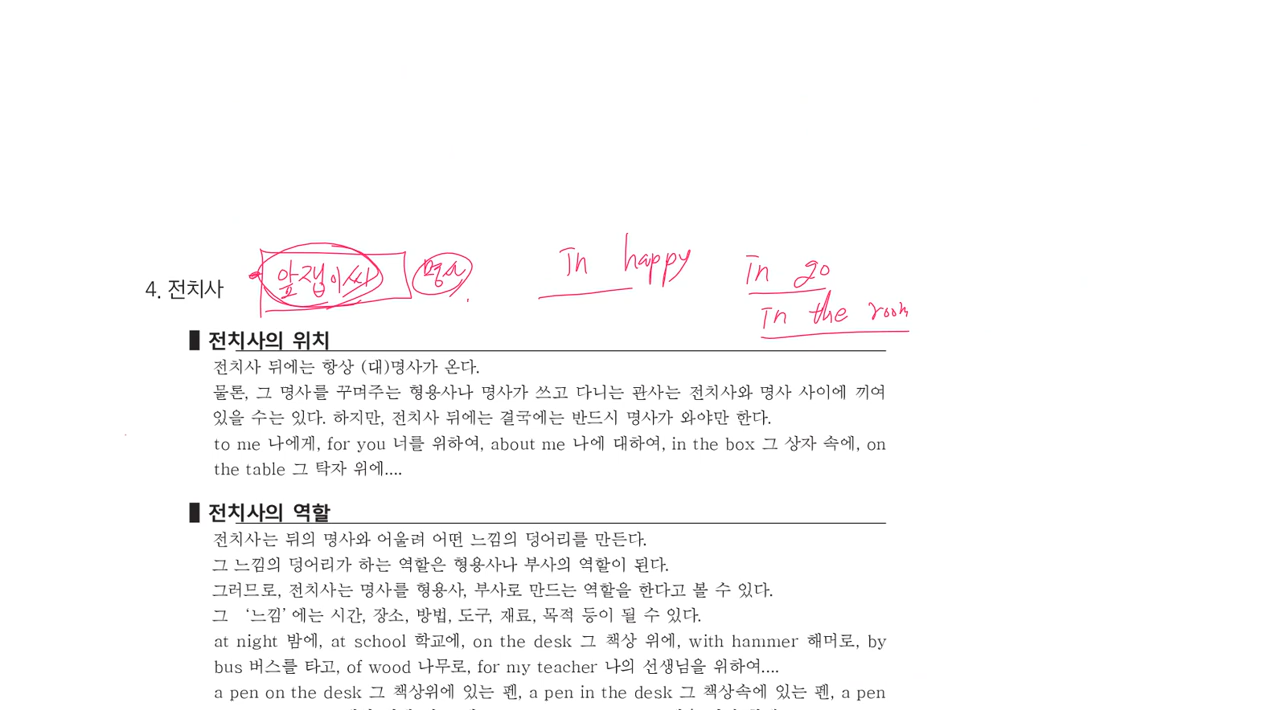 In happy
In go
4. 전치사 앞잽이씨 명사
In the room
전치사의 위치
전치사 뒤에는 항상 (대)명사가 온다.
물론, 그 명사를 꾸며주는 형용사나 명사가 쓰고 다니는 관사는 전치사와 명사 사이에 끼여
있을 수는 있다. 하지만, 전치사 뒤에는 결국에는 반드시 명사가 와야만 한다.
to me 나에게, for you 너를 위하여, about me 나에 대하여, in the box 그 상자 속에, on
the table 그 탁자 위에....
전치사의 역할
전치사는 뒤의 명사와 어울려 어떤 느낌의 덩어리를 만든다.
그 느낌의 덩어리가 하는 역할은 형용사나 부사의 역할이 된다.
그러므로, 전치사는 명사를 형용사, 부사로 만드는 역할을 한다고 볼 수 있다.
그 ‘느낌’에는 시간, 장소, 방법, 도구, 재료, 목적 등이 될 수 있다.
at night 밤에, at school 학교에, on the desk 그 책상 위에, with hammer 해머로, by
bus 버스를 타고, of wood 나무로, for my teacher 나의 선생님을 위하여....
a pen on the desk 그 책상위에 있는 펜, a pen in the desk 그 책상속에 있는 펜, a pen